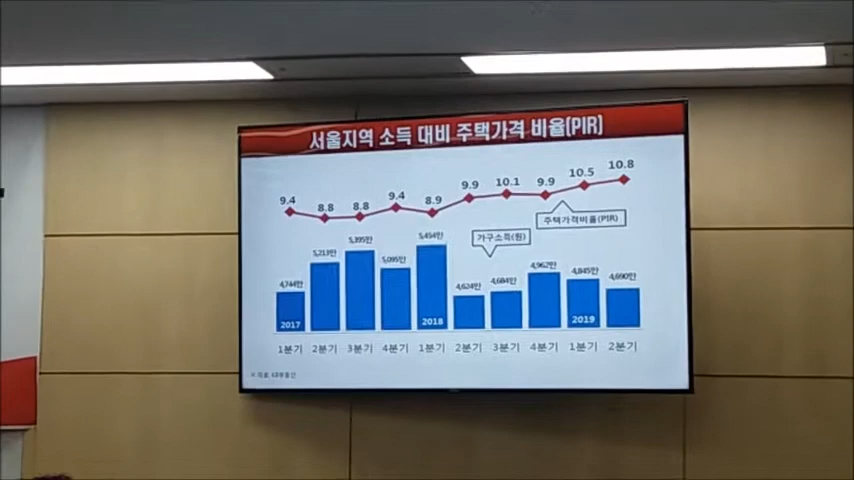 서울지역 소득 대비 주택가격 비율(PIR)
9.4 8.8 8.8 9.4 8.9 9.9 10.1 9.9 10.5 10.8
주택가격비율(PIR)
가구소득(원)
4,744만 5,213만 5,395만 5,095만 5,454만 4,624만 4,684만 4,962만 4,845만 4,690만
2017 2018 2019
1분기 2분기 3분기 4분기 1분기 2분기 3분기 4분기 1분기 2분기